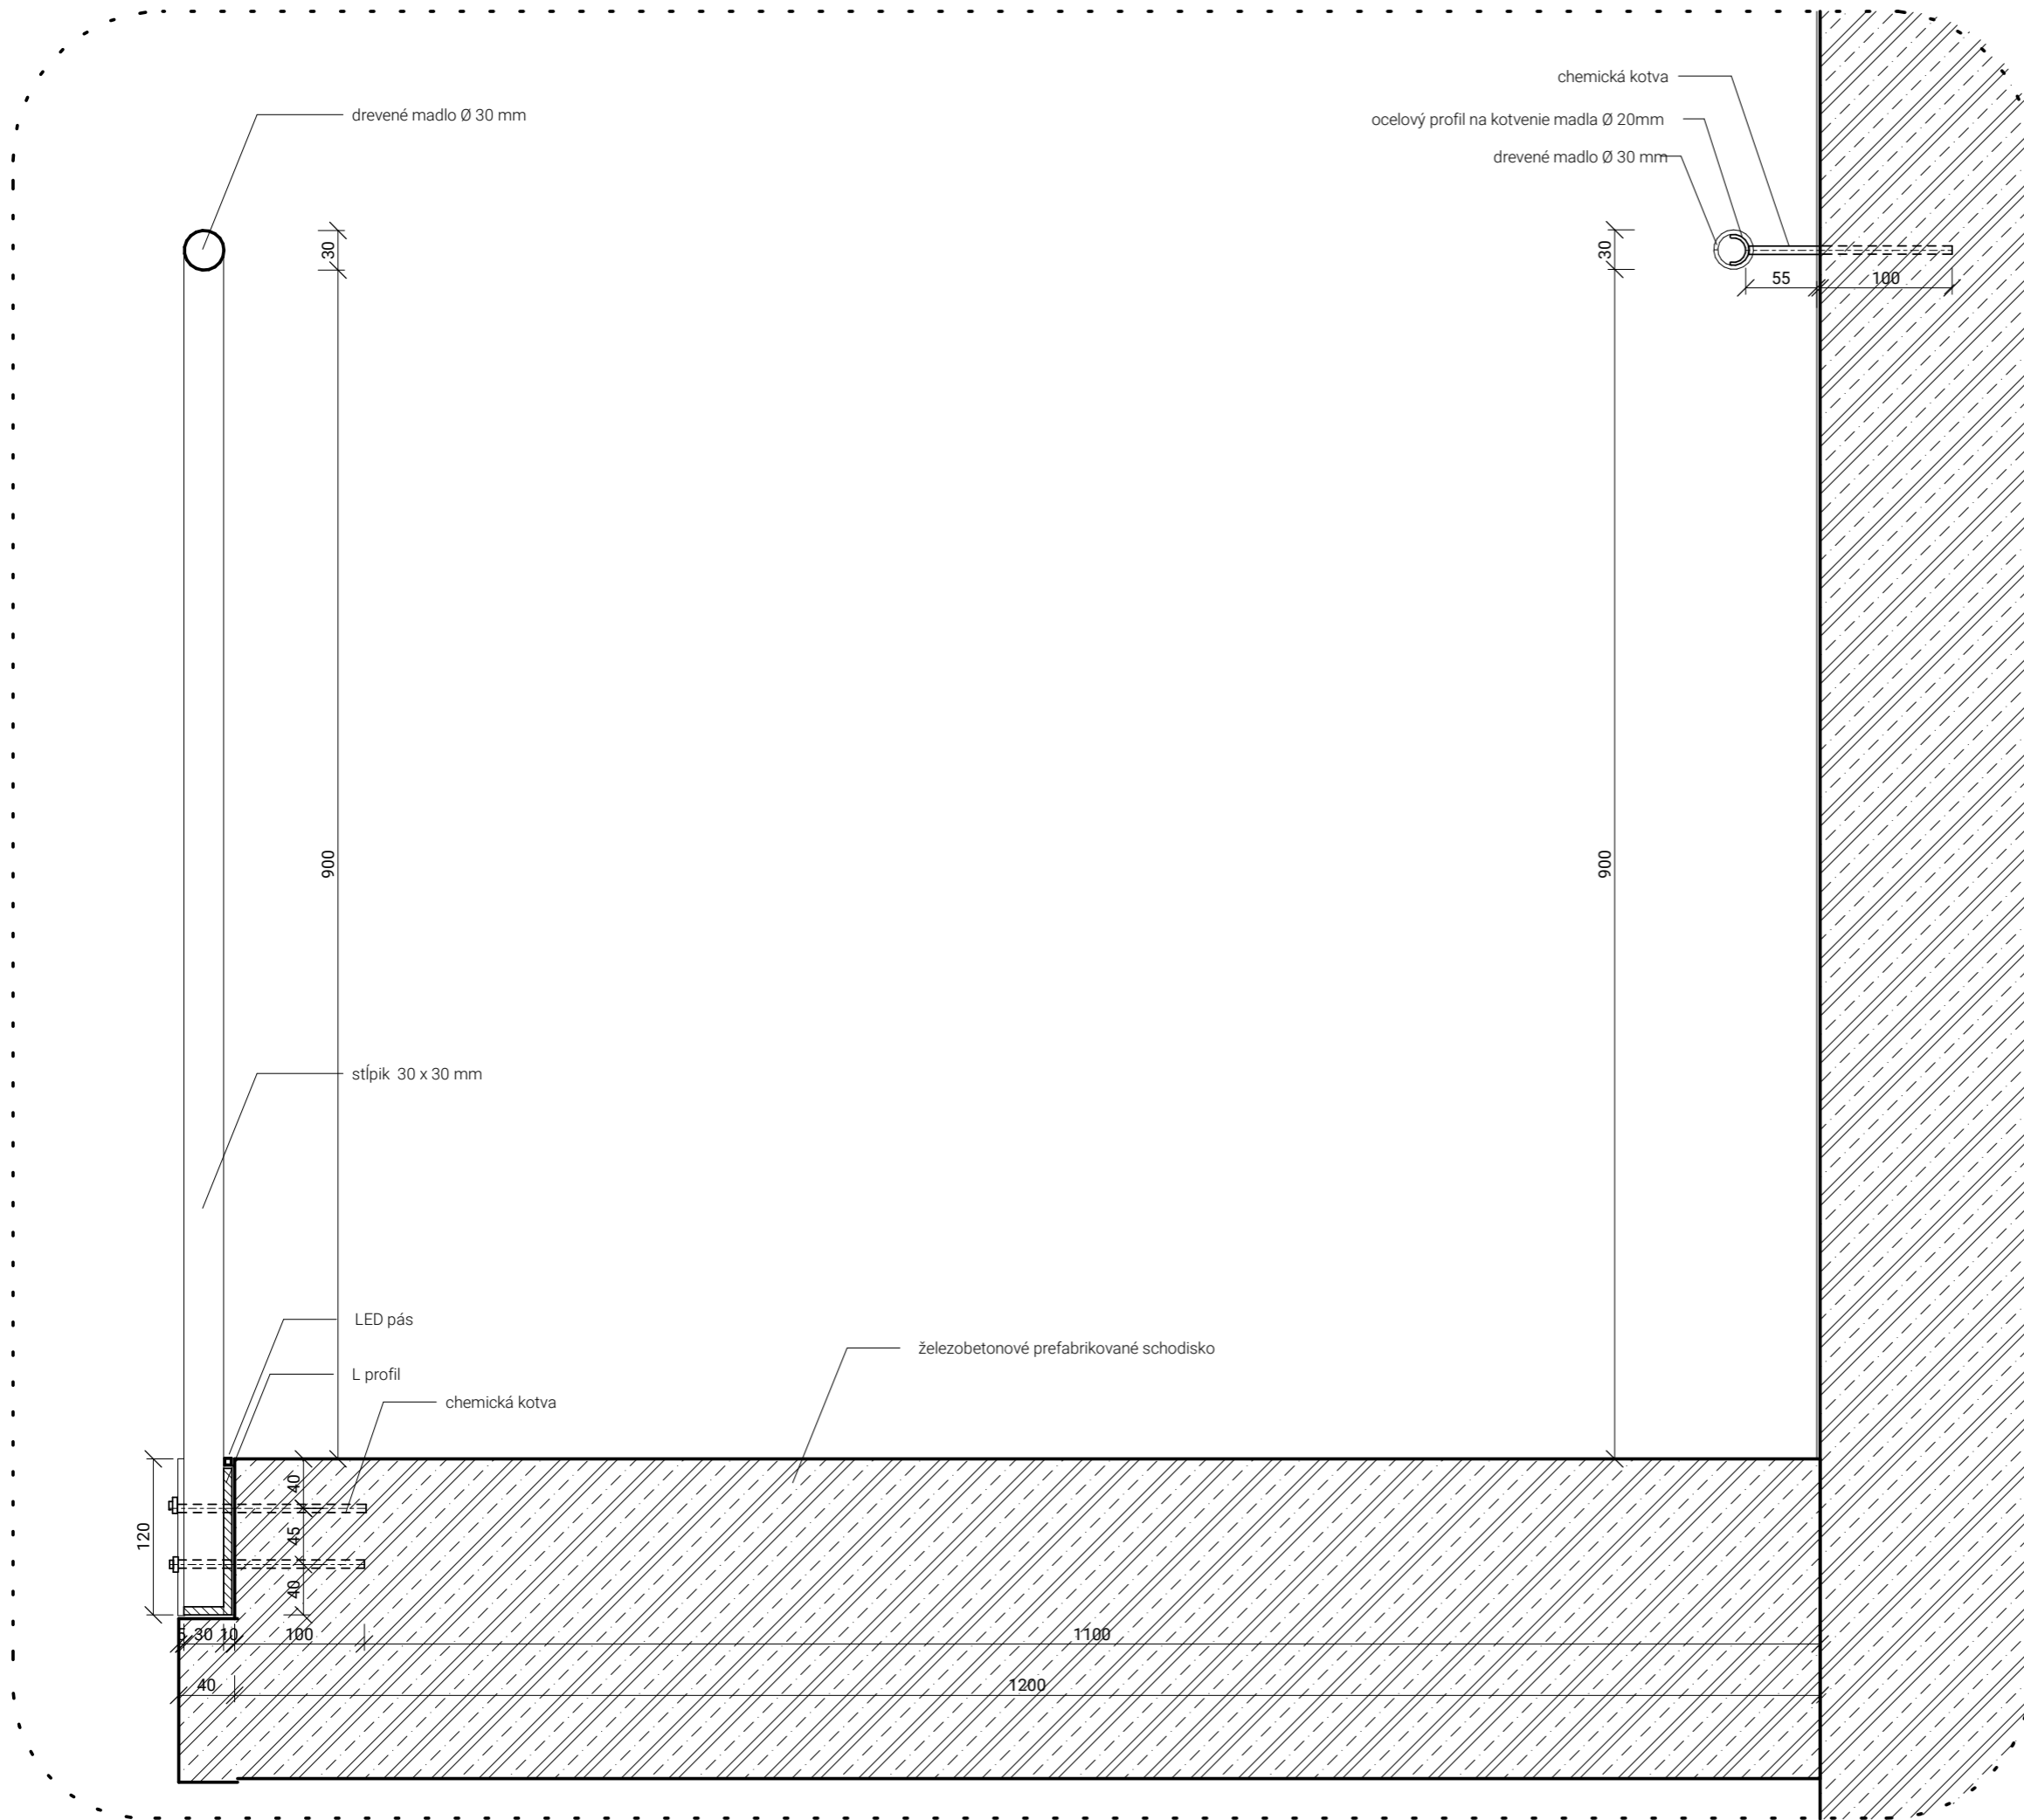 chemická kotva
drevené madlo Ø 30 mm
ocelový profil na kotvenie madla Ø 20mm
drevené madlo Ø 30 mm
30
30
55
100
900
900
stĺpik 30 x 30 mm
LED pás
železobetonové prefabrikované schodisko
L profil
chemická kotva
40
120
45
40
5
30
10
100
1100
40
1200